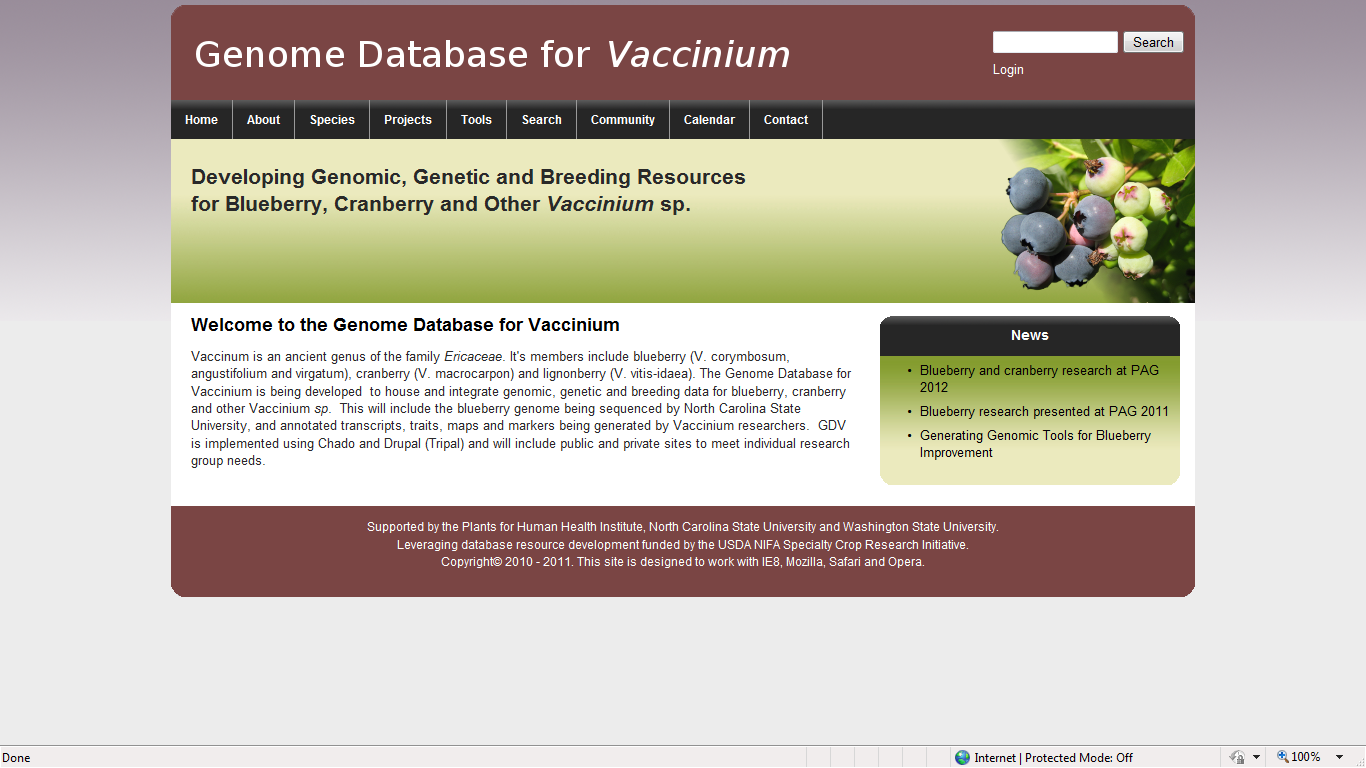 Genome Database for Vaccinium
Search
Login
Home About Species Projects Tools Search Community Calendar Contact
Developing Genomic, Genetic and Breeding Resources
for Blueberry, Cranberry and Other Vaccinium sp.
Welcome to the Genome Database for Vaccinium
Vaccinum is an ancient genus of the family Ericaceae. It's members include blueberry (V. corymbosum,
angustifolium and virgatum), cranberry (V. macrocarpon) and lignonberry (V. vitis-idaea). The Genome Database for
Vaccinium is being developed  to house and integrate genomic, genetic and breeding data for blueberry, cranberry
and other Vaccinium sp.  This will include the blueberry genome being sequenced by North Carolina State
University, and annotated transcripts, traits, maps and markers being generated by Vaccinium researchers.  GDV
is implemented using Chado and Drupal (Tripal) and will include public and private sites to meet individual research
group needs.
News
• Blueberry and cranberry research at PAG
2012
• Blueberry research presented at PAG 2011
• Generating Genomic Tools for Blueberry
Improvement
Supported by the Plants for Human Health Institute, North Carolina State University and Washington State University.
Leveraging database resource development funded by the USDA NIFA Specialty Crop Research Initiative.
Copyright© 2010 - 2011. This site is designed to work with IE8, Mozilla, Safari and Opera.
Done
Internet | Protected Mode: Off
100%